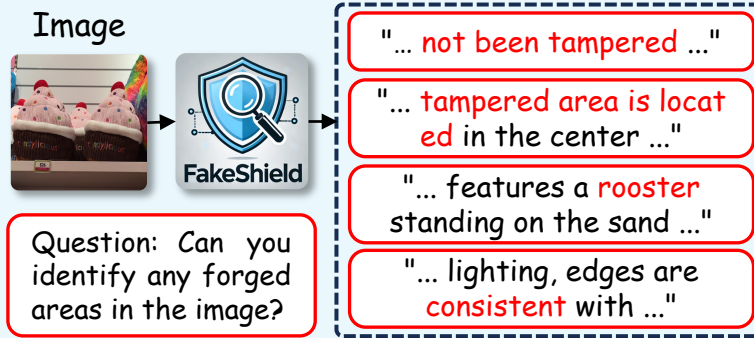 Image
FakeShield
Question: Can you
identify any forged
areas in the image?
"... not been tampered ..."
"... tampered area is locat
ed in the center ..."
"... features a rooster
standing on the sand ..."
"... lighting, edges are
consistent with ..."